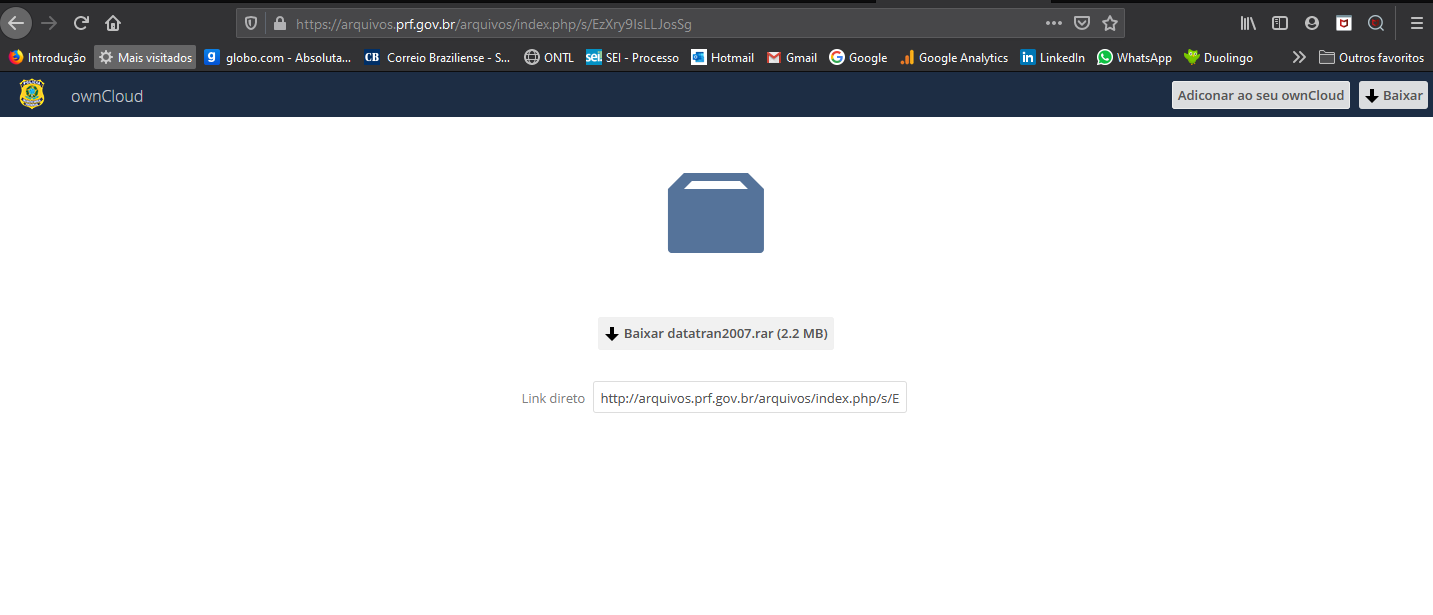 https://arquivos.prf.gov.br/arquivos/index.php/s/EzXry9IsLLJosSg
Introdução Mais visitados globo.com - Absoluta... CB Correio Braziliense - S... ONTL sei! SEI - Processo Hotmail Gmail Google Google Analytics LinkedIn WhatsApp Duolingo Outros favoritos
ownCloud Adiconar ao seu ownCloud Baixar
Baixar datatran2007.rar (2.2 MB)
Link direto http://arquivos.prf.gov.br/arquivos/index.php/s/E